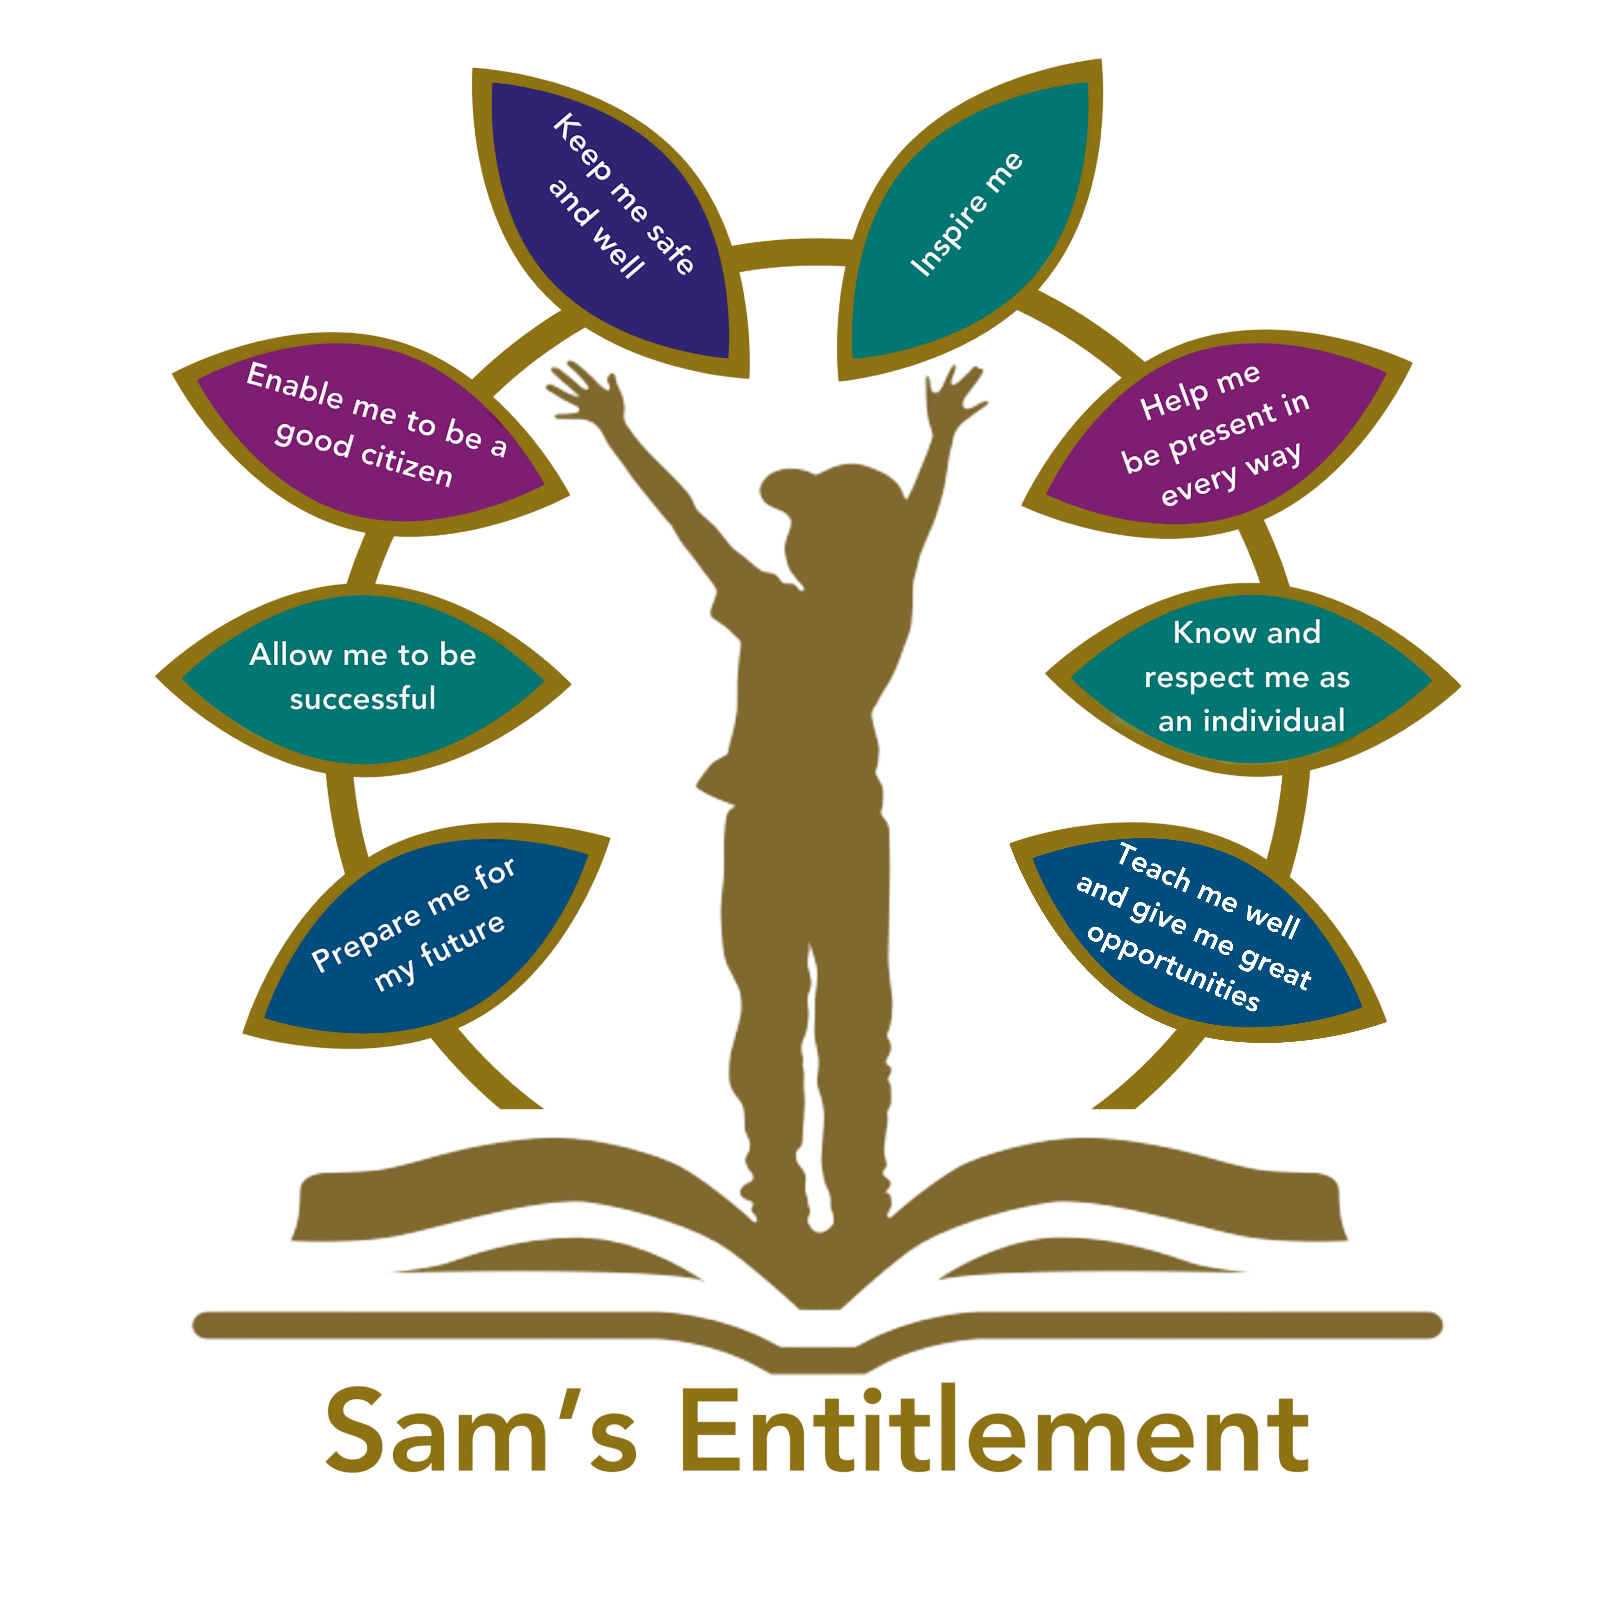 Keep me safe
and well
Inspire me
Enable me to be a
good citizen
Help me
be present in
every way
Allow me to be
successful
Know and
respect me as
an individual
Prepare me for
my future
Teach me well
and give me great
opportunities
Sam’s Entitlement